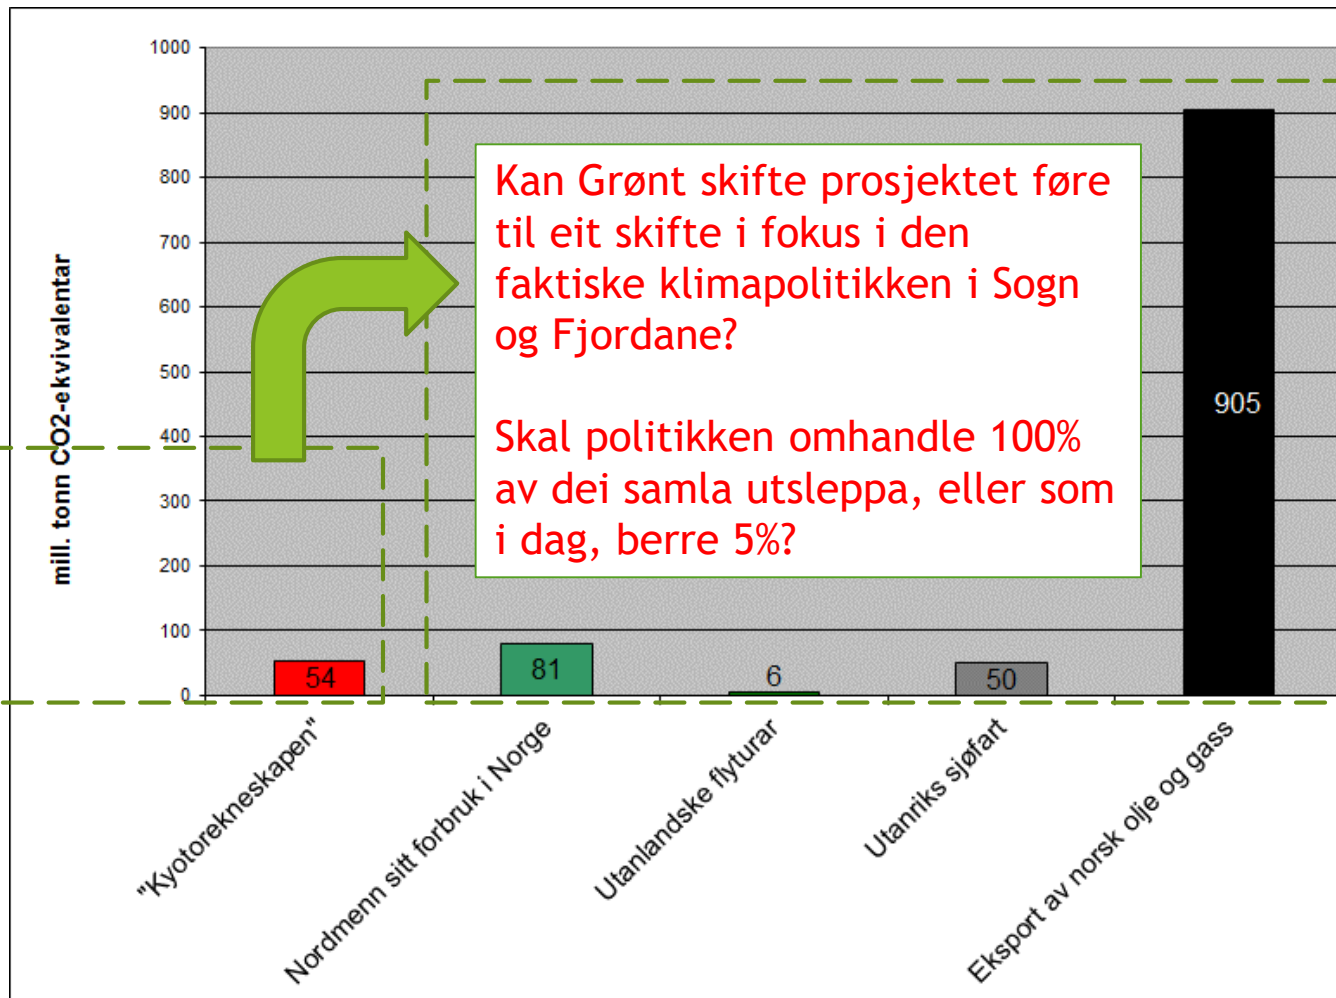 1000
900
800
700
600
500
400
300
200
100
0
mill. tonn CO2-ekvivalentar
Kan Grønt skifte prosjektet føre
til eit skifte i fokus i den
faktiske klimapolitikken i Sogn
og Fjordane?
Skal politikken omhandle 100%
av dei samla utsleppa, eller som
i dag, berre 5%?
54
81
6
50
905
"Kyotorekneskapen"
Nordmenn sitt forbruk i Norge
Utanlandske flyturar
Utanriks sjøfart
Eksport av norsk olje og gass